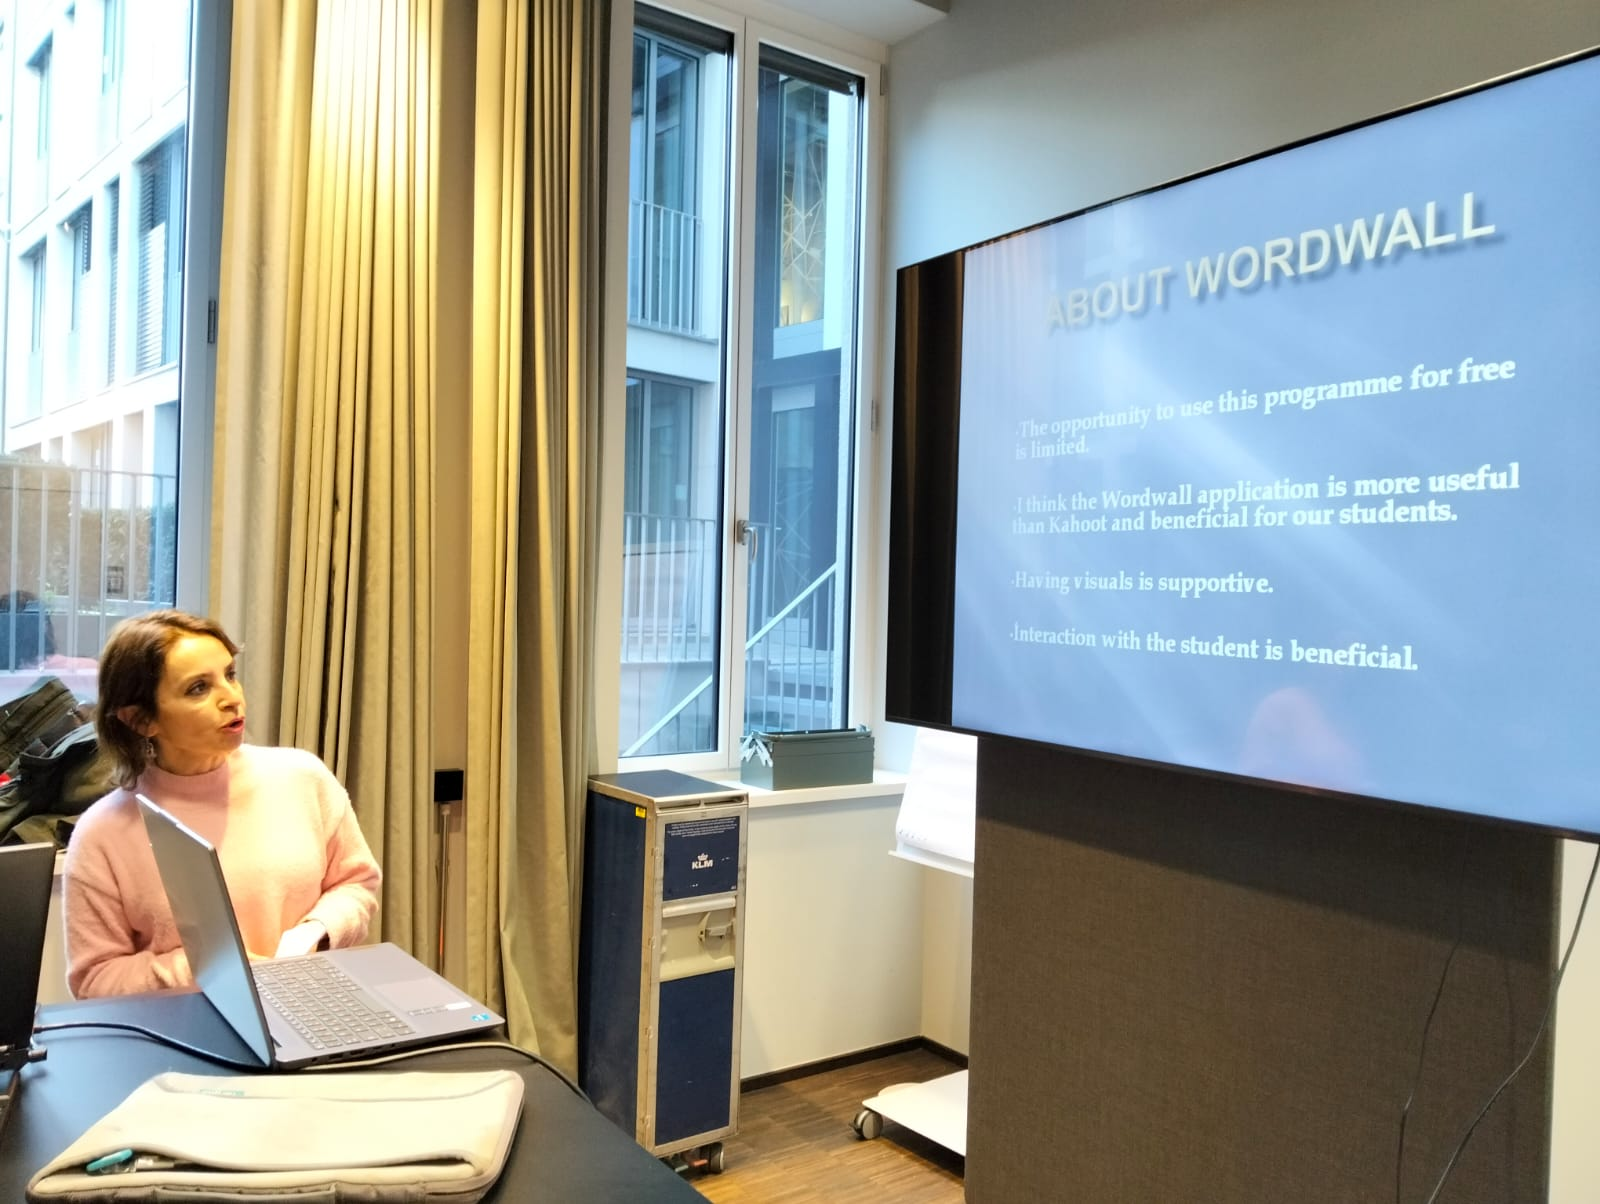 ABOUT WORDWALL
.The opportunity to use this programme for free
is limited.
.I think the Wordwall application is more useful
than Kahoot and beneficial for our students.
.Having visuals is supportive.
.İnteraction with the student is beneficial.
KLM